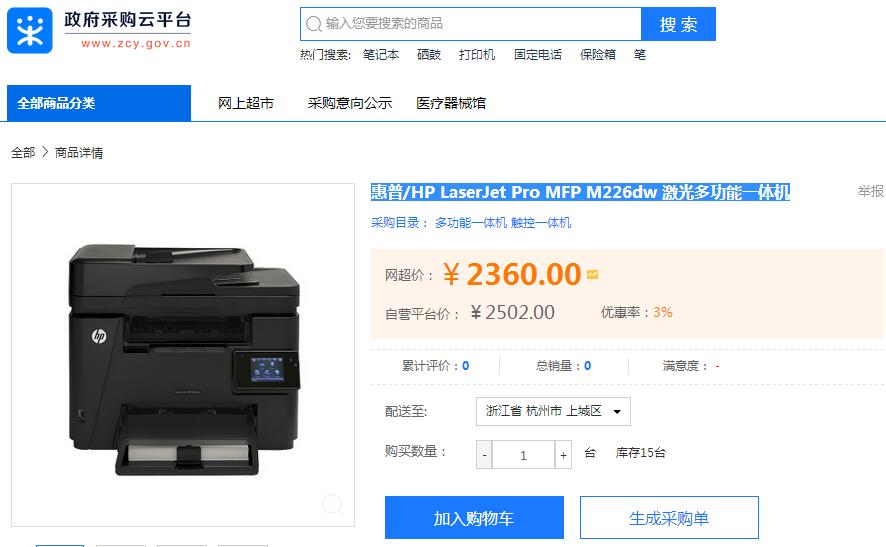 政府采购云平台
www.zcy.gov.cn
输入您要搜索的商品
搜 索
热门搜索: 笔记本 硒鼓 打印机 固定电话 保险箱 笔
全部商品分类 网上超市 采购意向公示 医疗器械馆
全部 > 商品详情
惠普/HP LaserJet Pro MFP M226dw 激光多功能一体机
举报
采购目录： 多功能一体机 触控一体机
网超价： ￥2360.00
自营平台价： ￥2502.00 优惠率：3%
累计评价：0 总销量：0 满意度： -
配送至: 浙江省 杭州市 上城区
购买数量： - 1 + 台 库存15台
加入购物车 生成采购单
hp